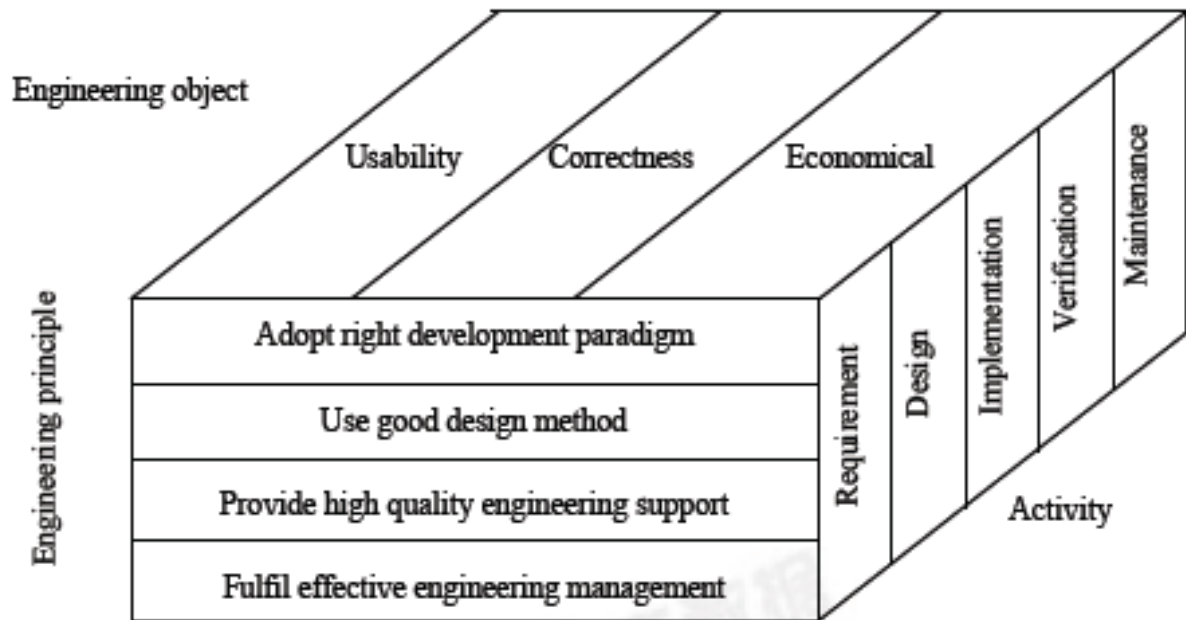 Engineering object
Usability
Correctness
Economical
Engineering principle
Adopt right development paradigm
Use good design method
Provide high quality engineering support
Fulfil effective engineering management
Requirement
Design
Implementation
Verification
Maintenance
Activity